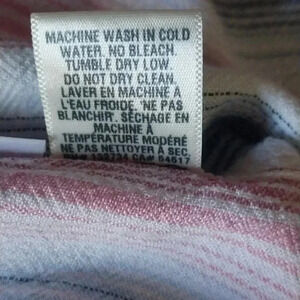 MACHINE WASH IN COLD
WATER. NO BLEACH.
TUMBLE DRY LOW.
DO NOT DRY CLEAN.
LAVER EN MACHINE À
L'EAU FROIDE. NE PAS
BLANCHIR. SÉCHAGE EN
MACHINE À
TEMPÉRATURE MODÉRÉ
NE PAS NETTOYER À SEC.
CA#